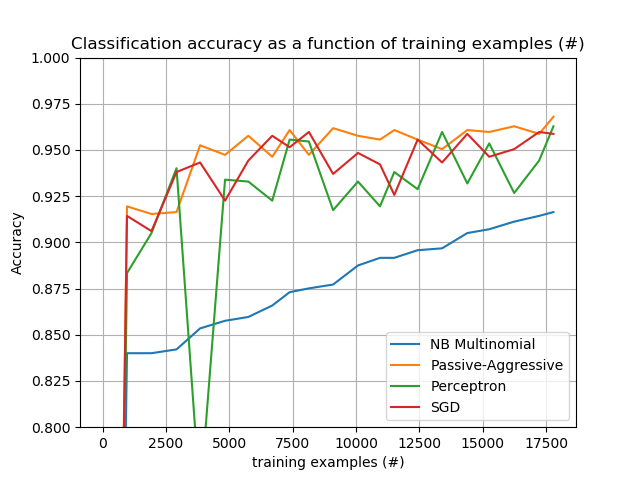 Classification accuracy as a function of training examples (#)
1.000
0.975
0.950
0.925
0.900
0.875
0.850
0.825
0.800
Accuracy
NB Multinomial
Passive-Aggressive
Perceptron
SGD
0 2500 5000 7500 10000 12500 15000 17500
training examples (#)